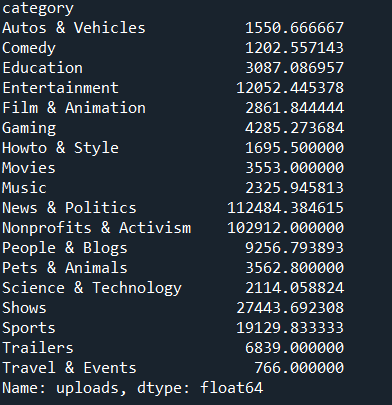 category
Autos & Vehicles 1550.666667
Comedy 1202.557143
Education 3087.086957
Entertainment 12052.445378
Film & Animation 2861.844444
Gaming 4285.273684
Howto & Style 1695.500000
Movies 3553.000000
Music 2325.945813
News & Politics 112484.384615
Nonprofits & Activism 102912.000000
People & Blogs 9256.793893
Pets & Animals 3562.800000
Science & Technology 2114.058824
Shows 27443.692308
Sports 19129.833333
Trailers 6839.000000
Travel & Events 766.000000
Name: uploads, dtype: float64